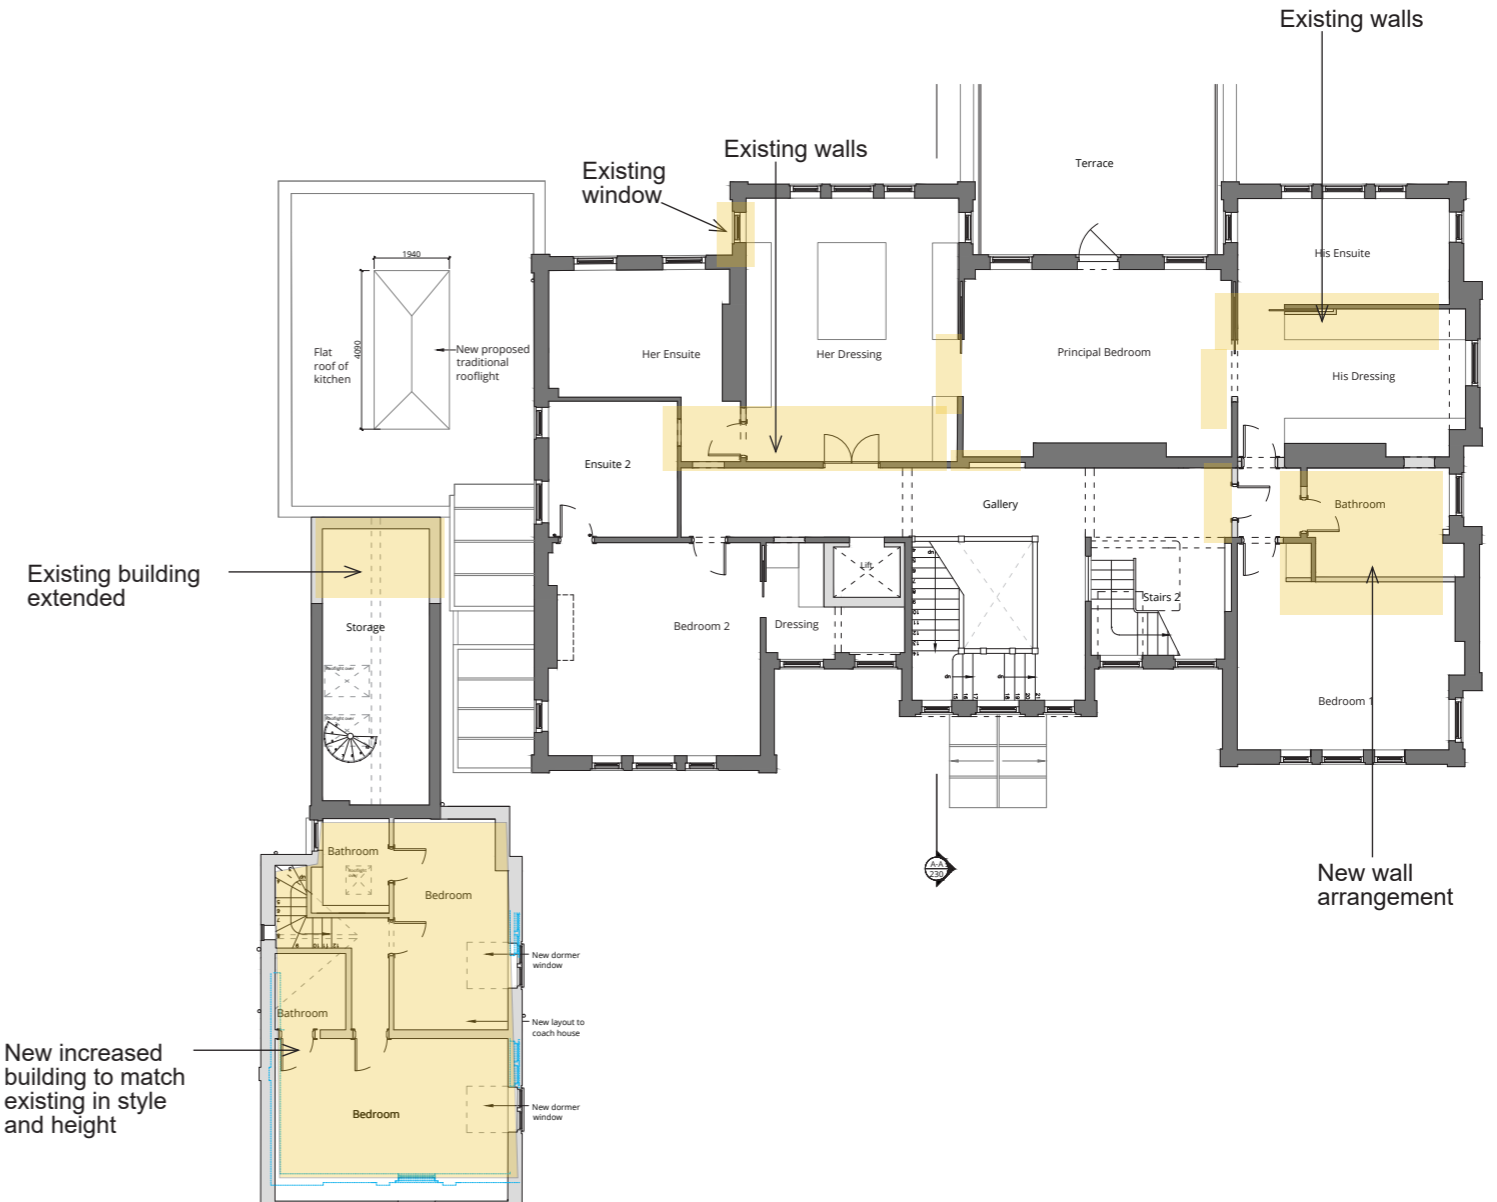 Existing walls
Existing walls
Existing
window
Terrace
His Ensuite
1940
4090
Flat
roof of
kitchen
New proposed
traditional
rooflight
Her Ensuite
Her Dressing
Principal Bedroom
His Dressing
Ensuite 2
Gallery
Bathroom
Existing building
extended
Storage
Lift
Stairs 2
Bedroom 2
Dressing
Bedroom 1
A-A
230
New wall
arrangement
Bathroom
Bedroom
New dormer
window
Bathroom
New layout to
coach house
New increased
building to match
existing in style
and height
Bedroom
New dormer
window